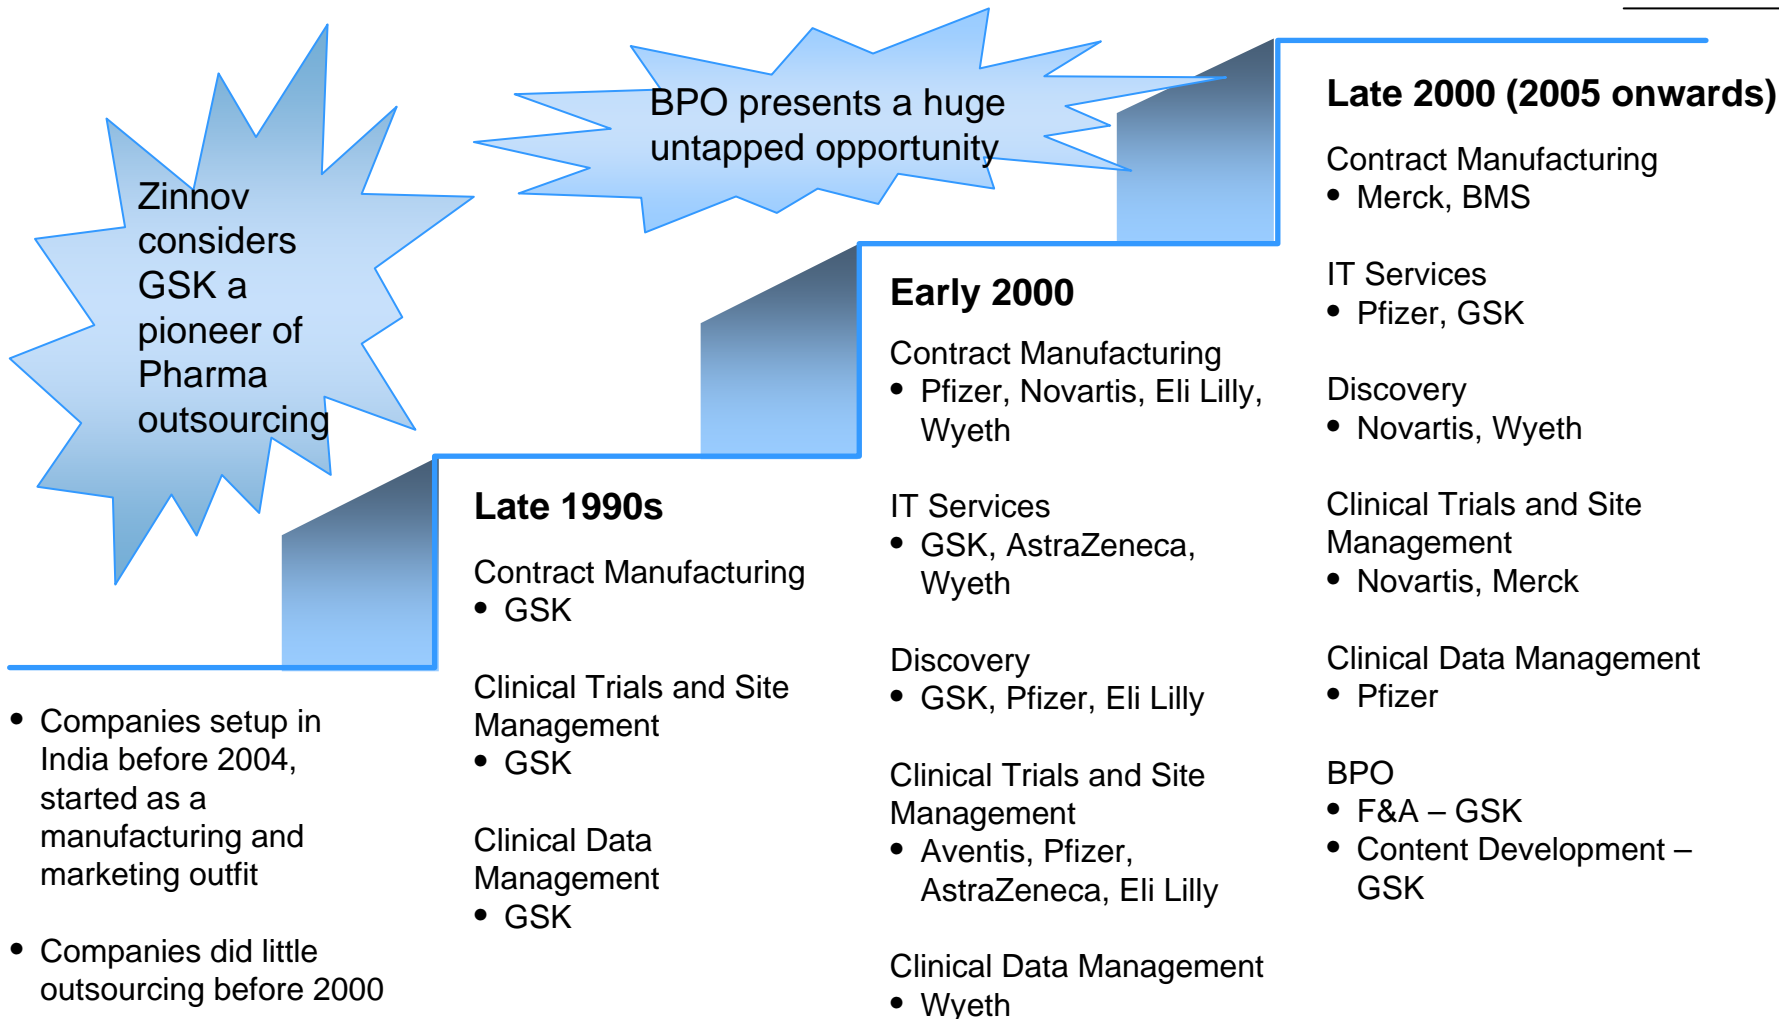 Zinnov
considers
GSK a
pioneer of
Pharma
outsourcing
BPO presents a huge
untapped opportunity
• Companies setup in
India before 2004,
started as a
manufacturing and
marketing outfit
• Companies did little
outsourcing before 2000
Late 1990s
Contract Manufacturing
• GSK
Clinical Trials and Site
Management
• GSK
Clinical Data
Management
• GSK
Early 2000
Contract Manufacturing
• Pfizer, Novartis, Eli Lilly,
Wyeth
IT Services
• GSK, AstraZeneca,
Wyeth
Discovery
• GSK, Pfizer, Eli Lilly
Clinical Trials and Site
Management
• Aventis, Pfizer,
AstraZeneca, Eli Lilly
Clinical Data Management
• Wyeth
Late 2000 (2005 onwards)
Contract Manufacturing
• Merck, BMS
IT Services
• Pfizer, GSK
Discovery
• Novartis, Wyeth
Clinical Trials and Site
Management
• Novartis, Merck
Clinical Data Management
• Pfizer
BPO
• F&A – GSK
• Content Development –
GSK